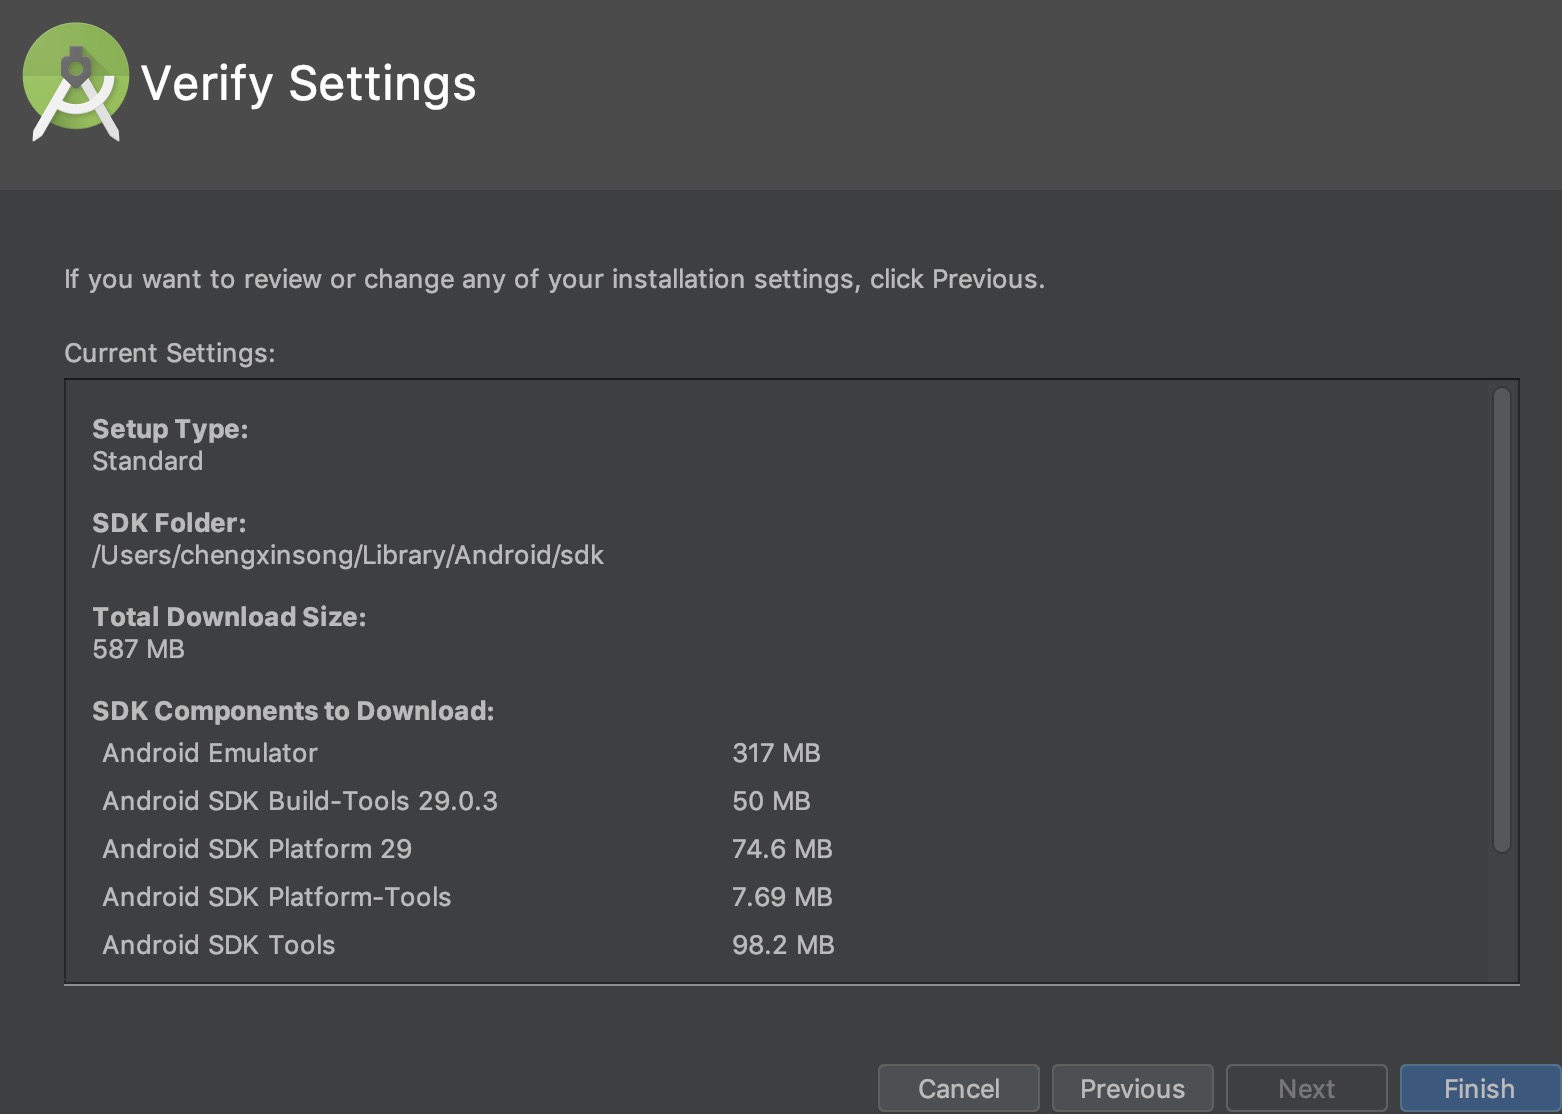 Verify Settings
If you want to review or change any of your installation settings, click Previous.
Current Settings:
Setup Type:
Standard
SDK Folder:
/Users/chengxinsong/Library/Android/sdk
Total Download Size:
587 MB
SDK Components to Download:
Android Emulator 317 MB
Android SDK Build-Tools 29.0.3 50 MB
Android SDK Platform 29 74.6 MB
Android SDK Platform-Tools 7.69 MB
Android SDK Tools 98.2 MB
Cancel Previous Next Finish